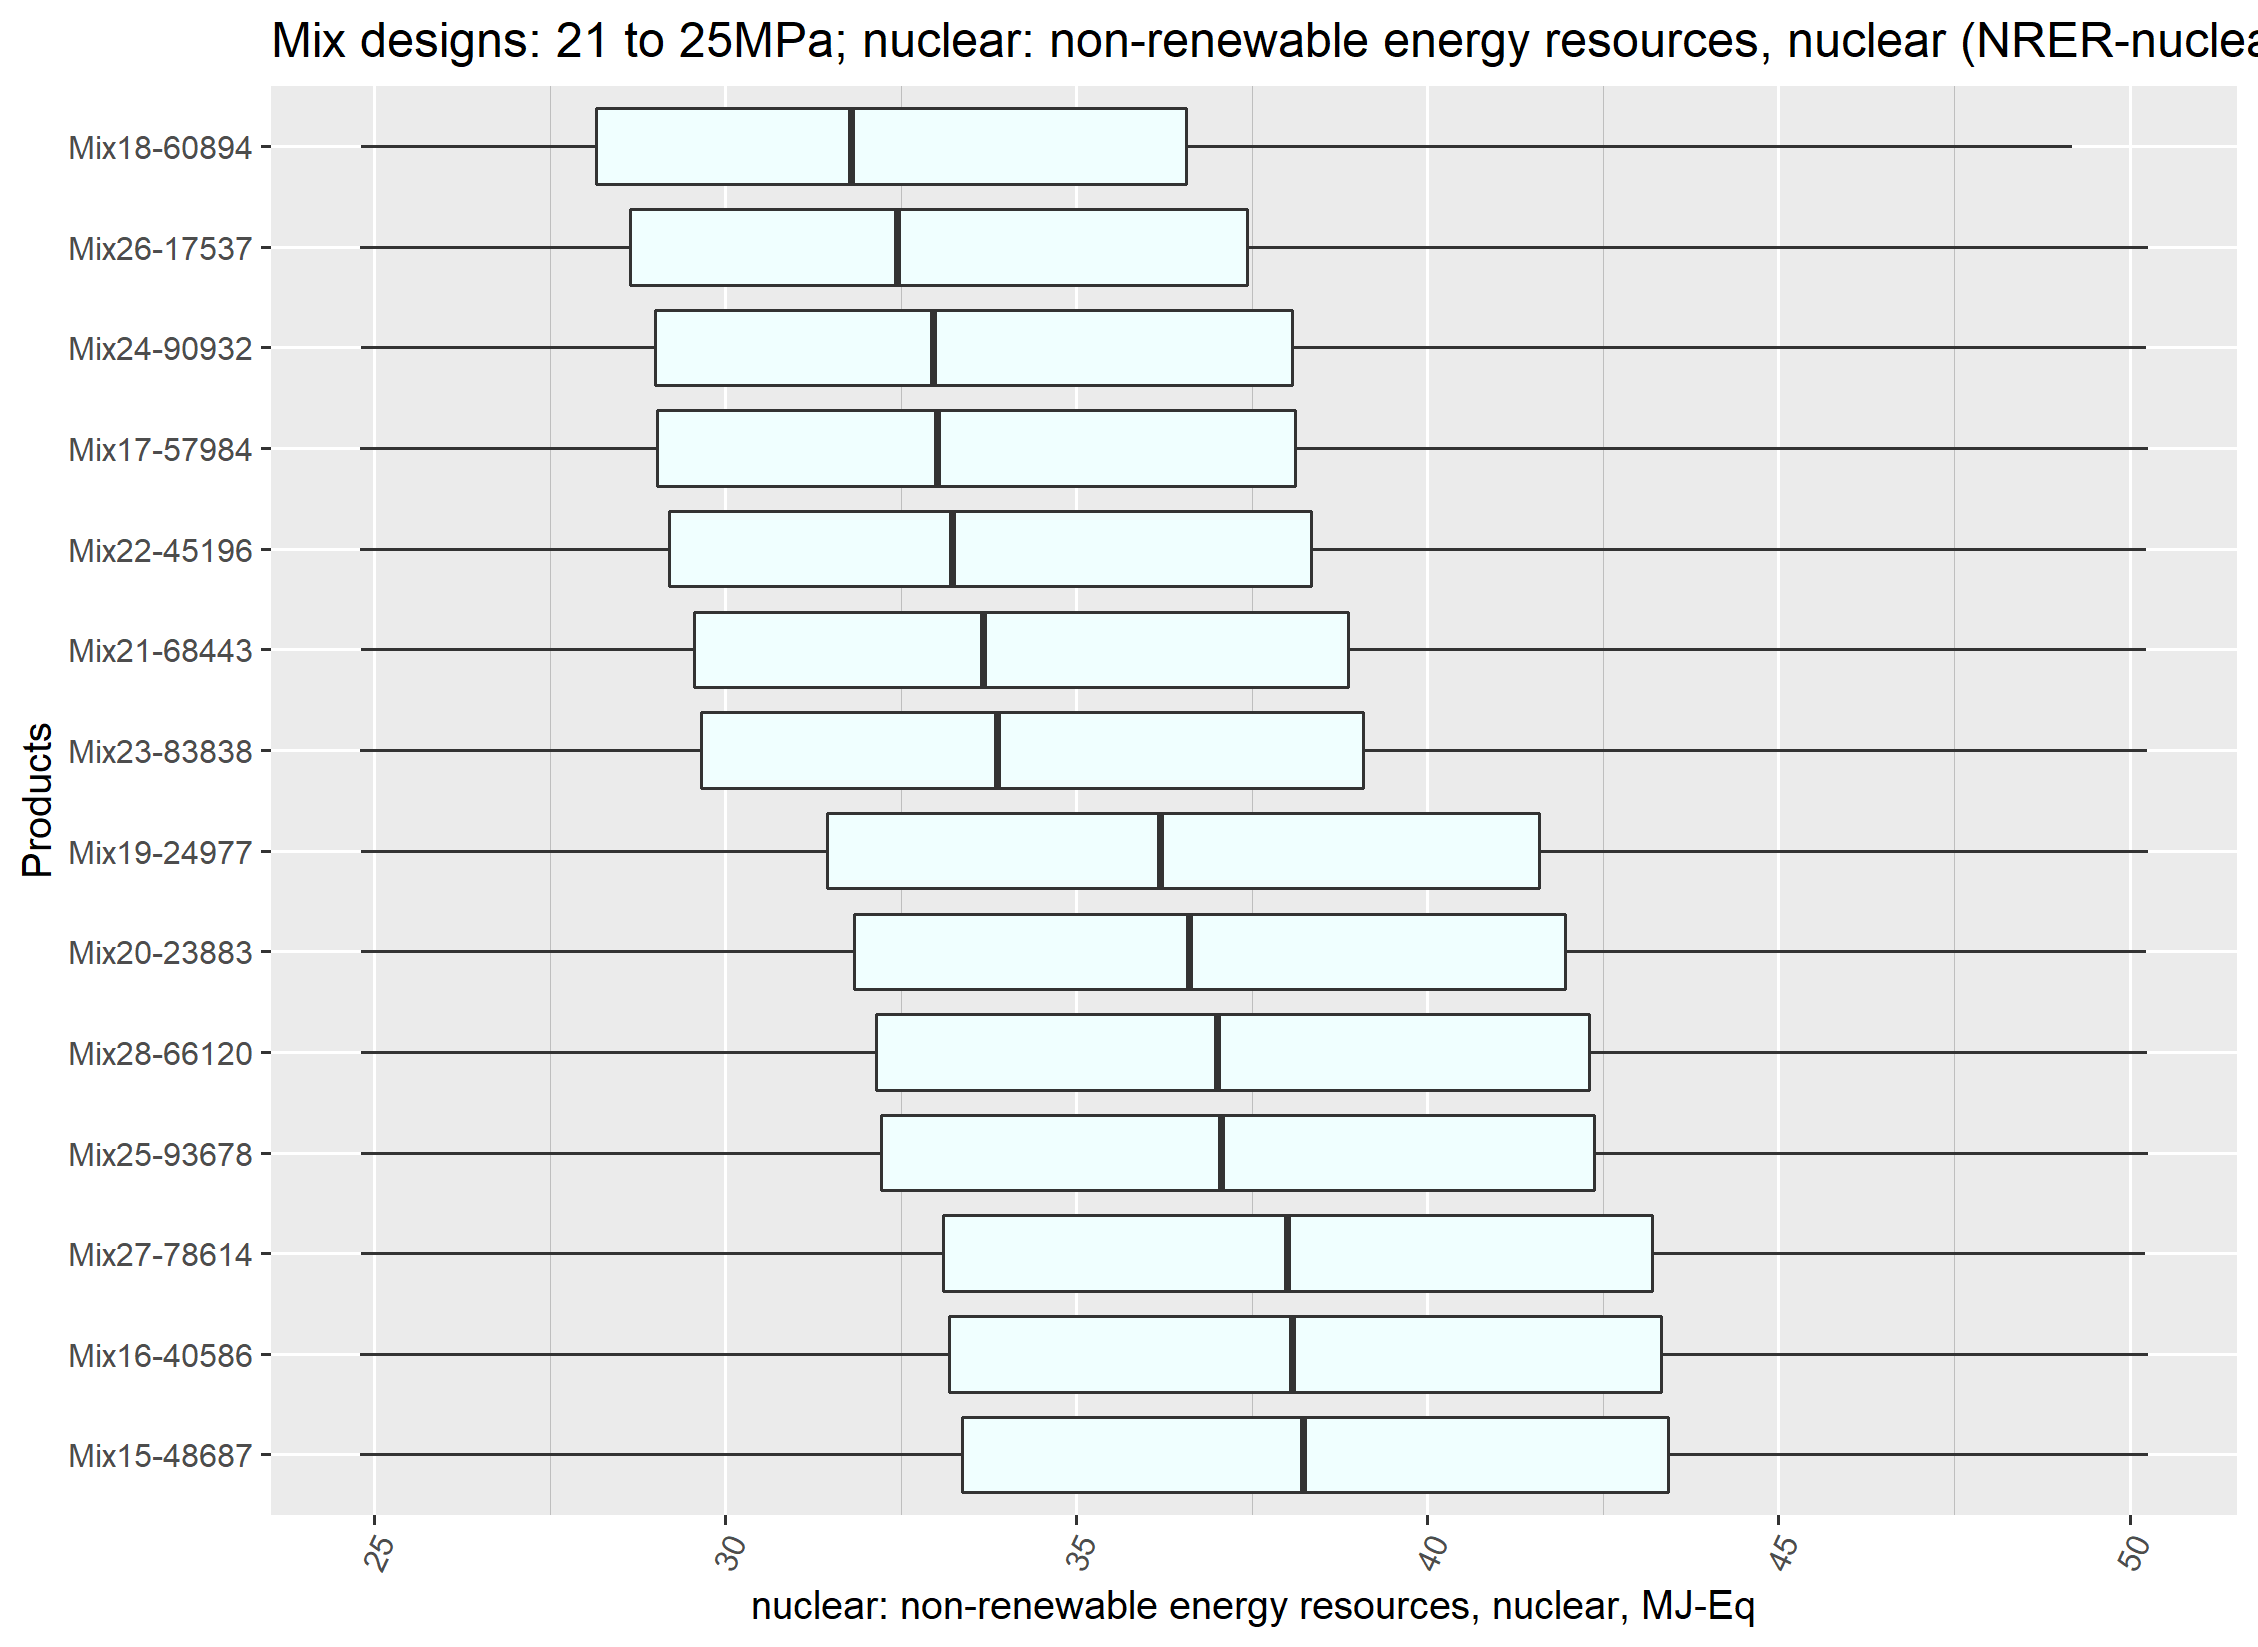 Mix designs: 21 to 25MPa; nuclear: non-renewable energy resources, nuclear (NRER-nuclea
Products
Mix18-60894
Mix26-17537
Mix24-90932
Mix17-57984
Mix22-45196
Mix21-68443
Mix23-83838
Mix19-24977
Mix20-23883
Mix28-66120
Mix25-93678
Mix27-78614
Mix16-40586
Mix15-48687
25 30 35 40 45 50
nuclear: non-renewable energy resources, nuclear, MJ-Eq